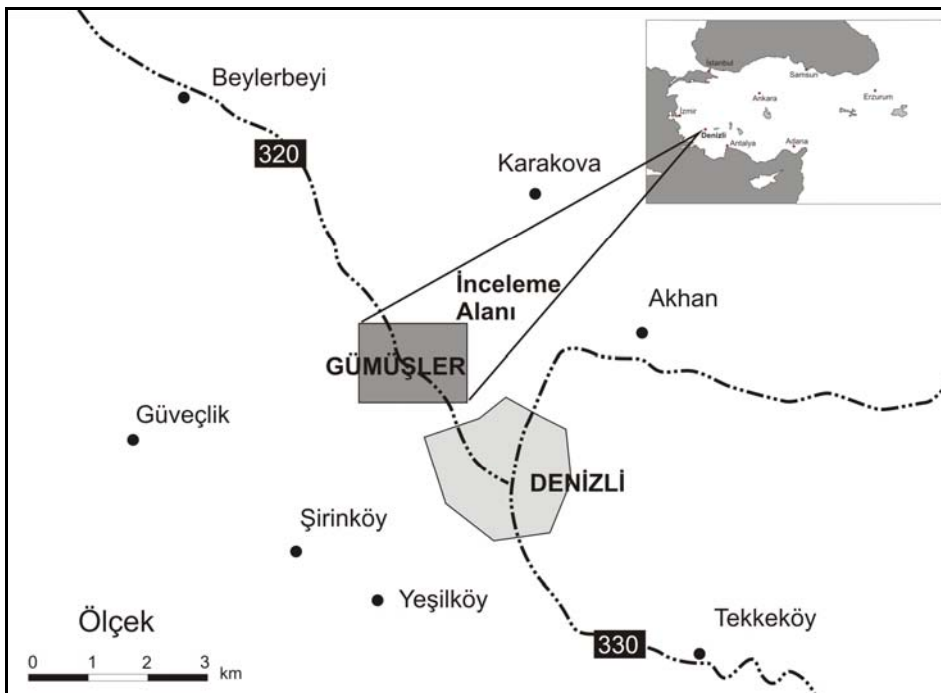 Beylerbeyi
320
Karakova
İstanbul
Samsun
Ankara
Erzurum
İzmir
Denizli
Antalya
Adana
İnceleme
Alanı
Akhan
GÜMÜŞLER
Güveçlik
DENİZLİ
Şirinköy
Yeşilköy
Ölçek
0 1 2 3
km
330
Tekkeköy